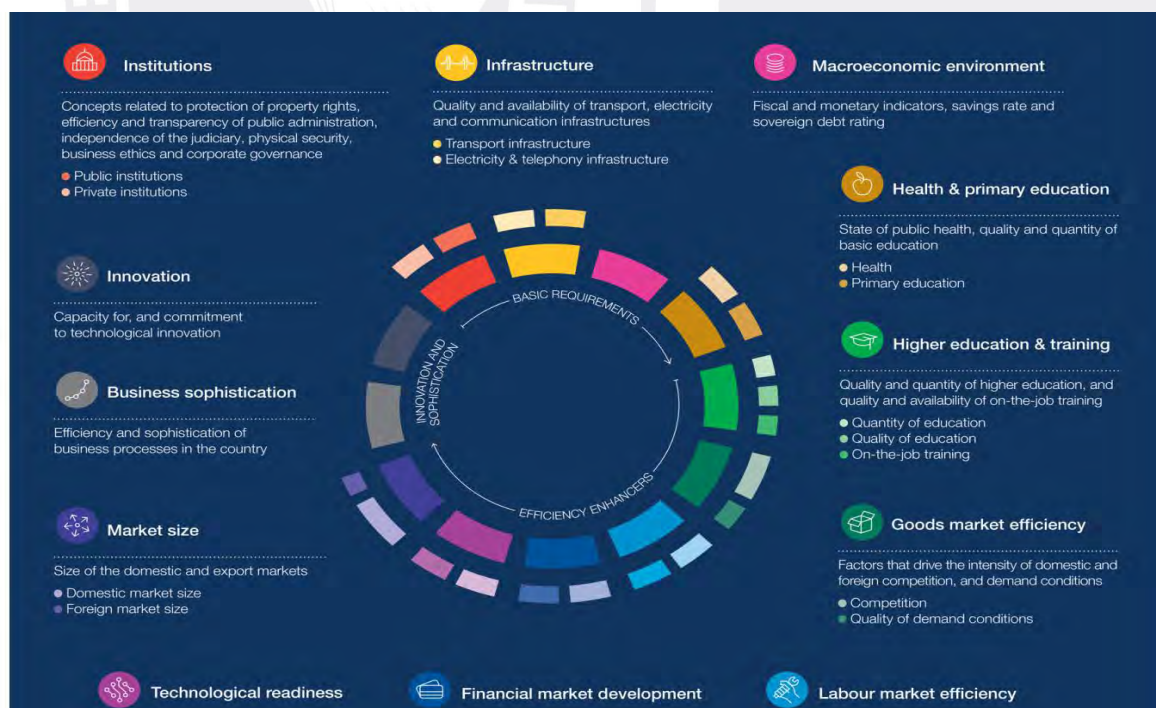 Institutions
Concepts related to protection of property rights,
efficiency and transparency of public administration,
independence of the judiciary, physical security,
business ethics and corporate governance
Public institutions
Private institutions
Infrastructure
Quality and availability of transport, electricity
and communication infrastructures
Transport infrastructure
Electricity & telephony infrastructure
Macroeconomic environment
Fiscal and monetary indicators, savings rate and
sovereign debt rating
Health & primary education
State of public health, quality and quantity of
basic education
Health
Primary education
Innovation
Capacity for, and commitment
to technological innovation
BASIC REQUIREMENTS
INNOVATION AND
SOPHISTICATION
EFFICIENCY ENHANCERS
Higher education & training
Quality and quantity of higher education, and
quality and availability of on-the-job training
Quantity of education
Quality of education
On-the-job training
Business sophistication
Efficiency and sophistication of
business processes in the country
Market size
Size of the domestic and export markets
Domestic market size
Foreign market size
Goods market efficiency
Factors that drive the intensity of domestic and
foreign competition, and demand conditions
Competition
Quality of demand conditions
Technological readiness
Financial market development
Labour market efficiency